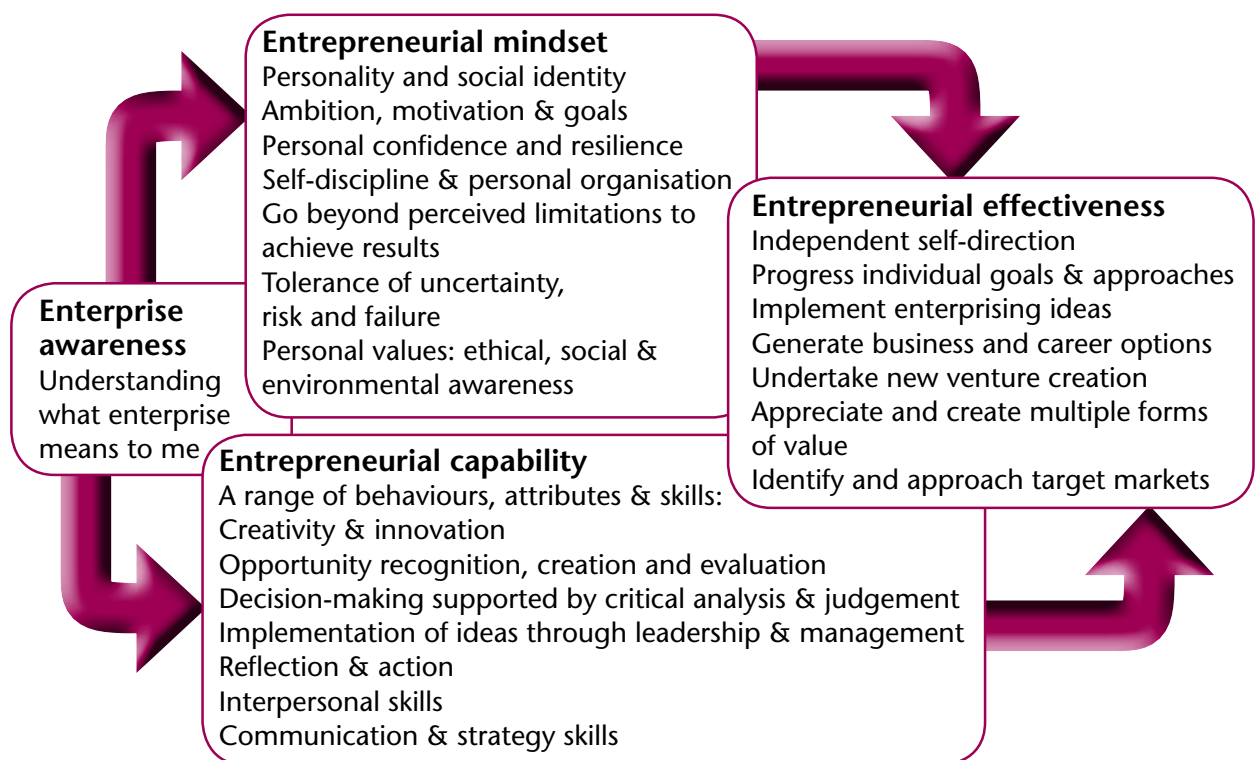 Entrepreneurial mindset
Personality and social identity
Ambition, motivation & goals
Personal confidence and resilience
Self-discipline & personal organisation
Go beyond perceived limitations to
achieve results
Tolerance of uncertainty,
risk and failure
Personal values: ethical, social &
environmental awareness
Enterprise
awareness
Understanding
what enterprise
means to me
Entrepreneurial capability
A range of behaviours, attributes & skills:
Creativity & innovation
Opportunity recognition, creation and evaluation
Decision-making supported by critical analysis & judgement
Implementation of ideas through leadership & management
Reflection & action
Interpersonal skills
Communication & strategy skills
Entrepreneurial effectiveness
Independent self-direction
Progress individual goals & approaches
Implement enterprising ideas
Generate business and career options
Undertake new venture creation
Appreciate and create multiple forms
of value
Identify and approach target markets